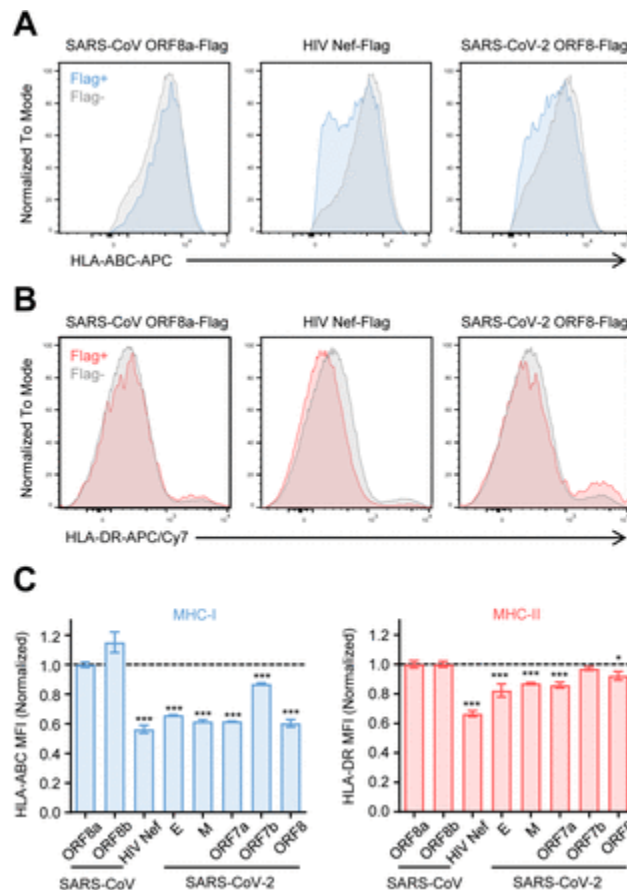 A
SARS-CoV ORF8a-Flag
HIV Nef-Flag
SARS-CoV-2 ORF8-Flag
Flag+
Flag-
Normalized To Mode
HLA-ABC-APC
B
SARS-CoV ORF8a-Flag
HIV Nef-Flag
SARS-CoV-2 ORF8-Flag
Flag+
Flag-
Normalized To Mode
HLA-DR-APC/Cy7
C
MHC-I
HLA-ABC MFI (Normalized)
1.2
1.0
0.8
0.6
0.4
0.2
0.0
*** *** *** *** *** ***
ORF8a ORF8b HIV Nef E M ORF7a ORF7b ORF8
SARS-CoV SARS-CoV-2
MHC-II
HLA-DR MFI (Normalized)
1.2
1.0
0.8
0.6
0.4
0.2
0.0
*** *** *** *** *
ORF8a ORF8b HIV Nef E M ORF7a ORF7b ORF8
SARS-CoV SARS-CoV-2